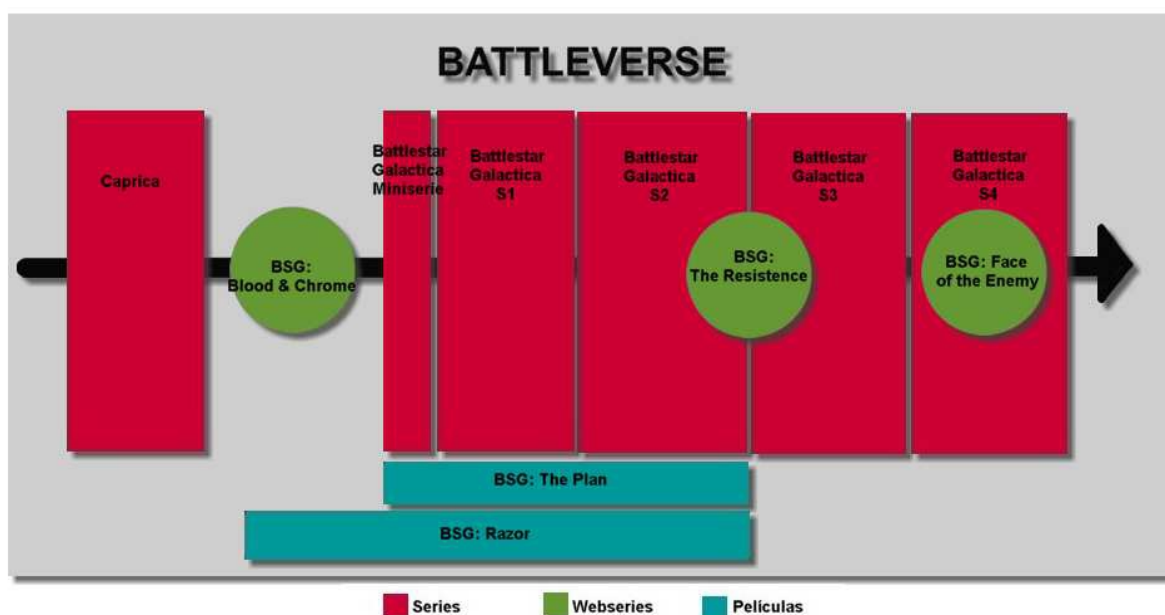 BATTLEVERSE
Caprica
BSG:
Blood & Chrome
Battlestar
Galactica
Miniserie
Battlestar
Galactica
S1
Battlestar
Galactica
S2
BSG:
The Resistence
Battlestar
Galactica
S3
Battlestar
Galactica
S4
BSG: Face
of the Enemy
BSG: The Plan
BSG: Razor
Series
Webseries
Películas